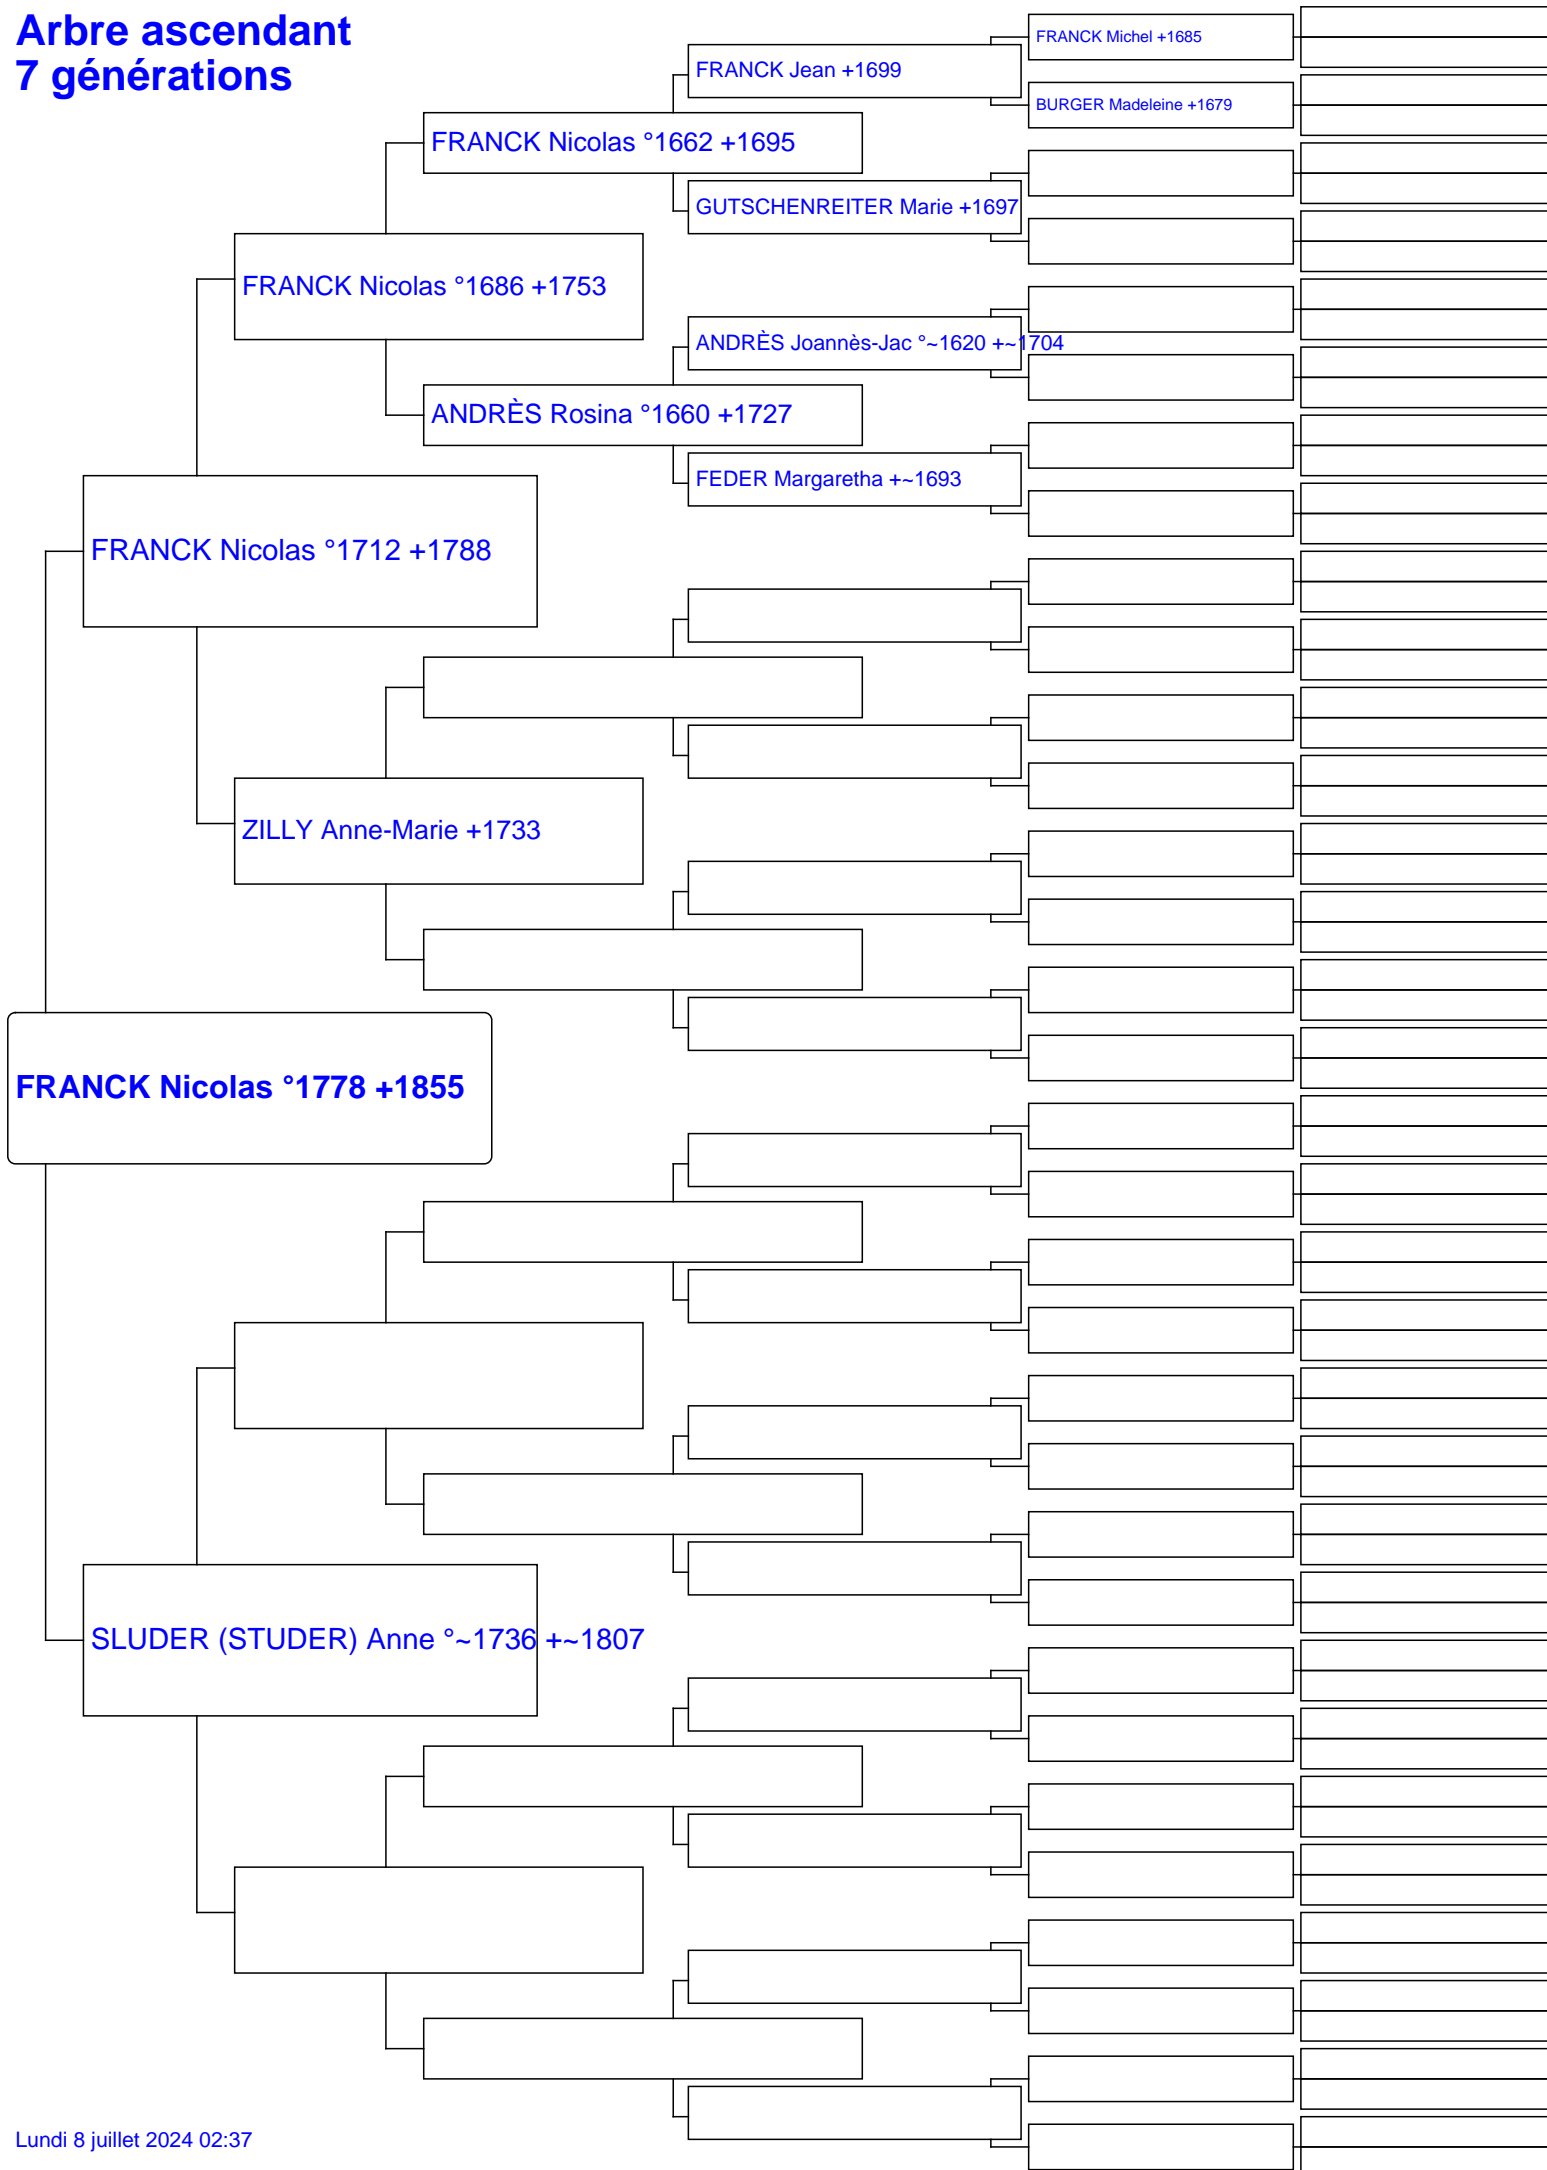 Arbre ascendant
7 générations
FRANCK Michel +1685
FRANCK Jean +1699
BURGER Madeleine +1679
FRANCK Nicolas °1662 +1695
GUTSCHENREITER Marie +1697
FRANCK Nicolas °1686 +1753
ANDRÈS Joannès-Jac °~1620 +~1704
ANDRÈS Rosina °1660 +1727
FEDER Margaretha +~1693
FRANCK Nicolas °1712 +1788
ZILLY Anne-Marie +1733
FRANCK Nicolas °1778 +1855
SLUDER (STUDER) Anne °~1736 +~1807
Lundi 8 juillet 2024 02:37